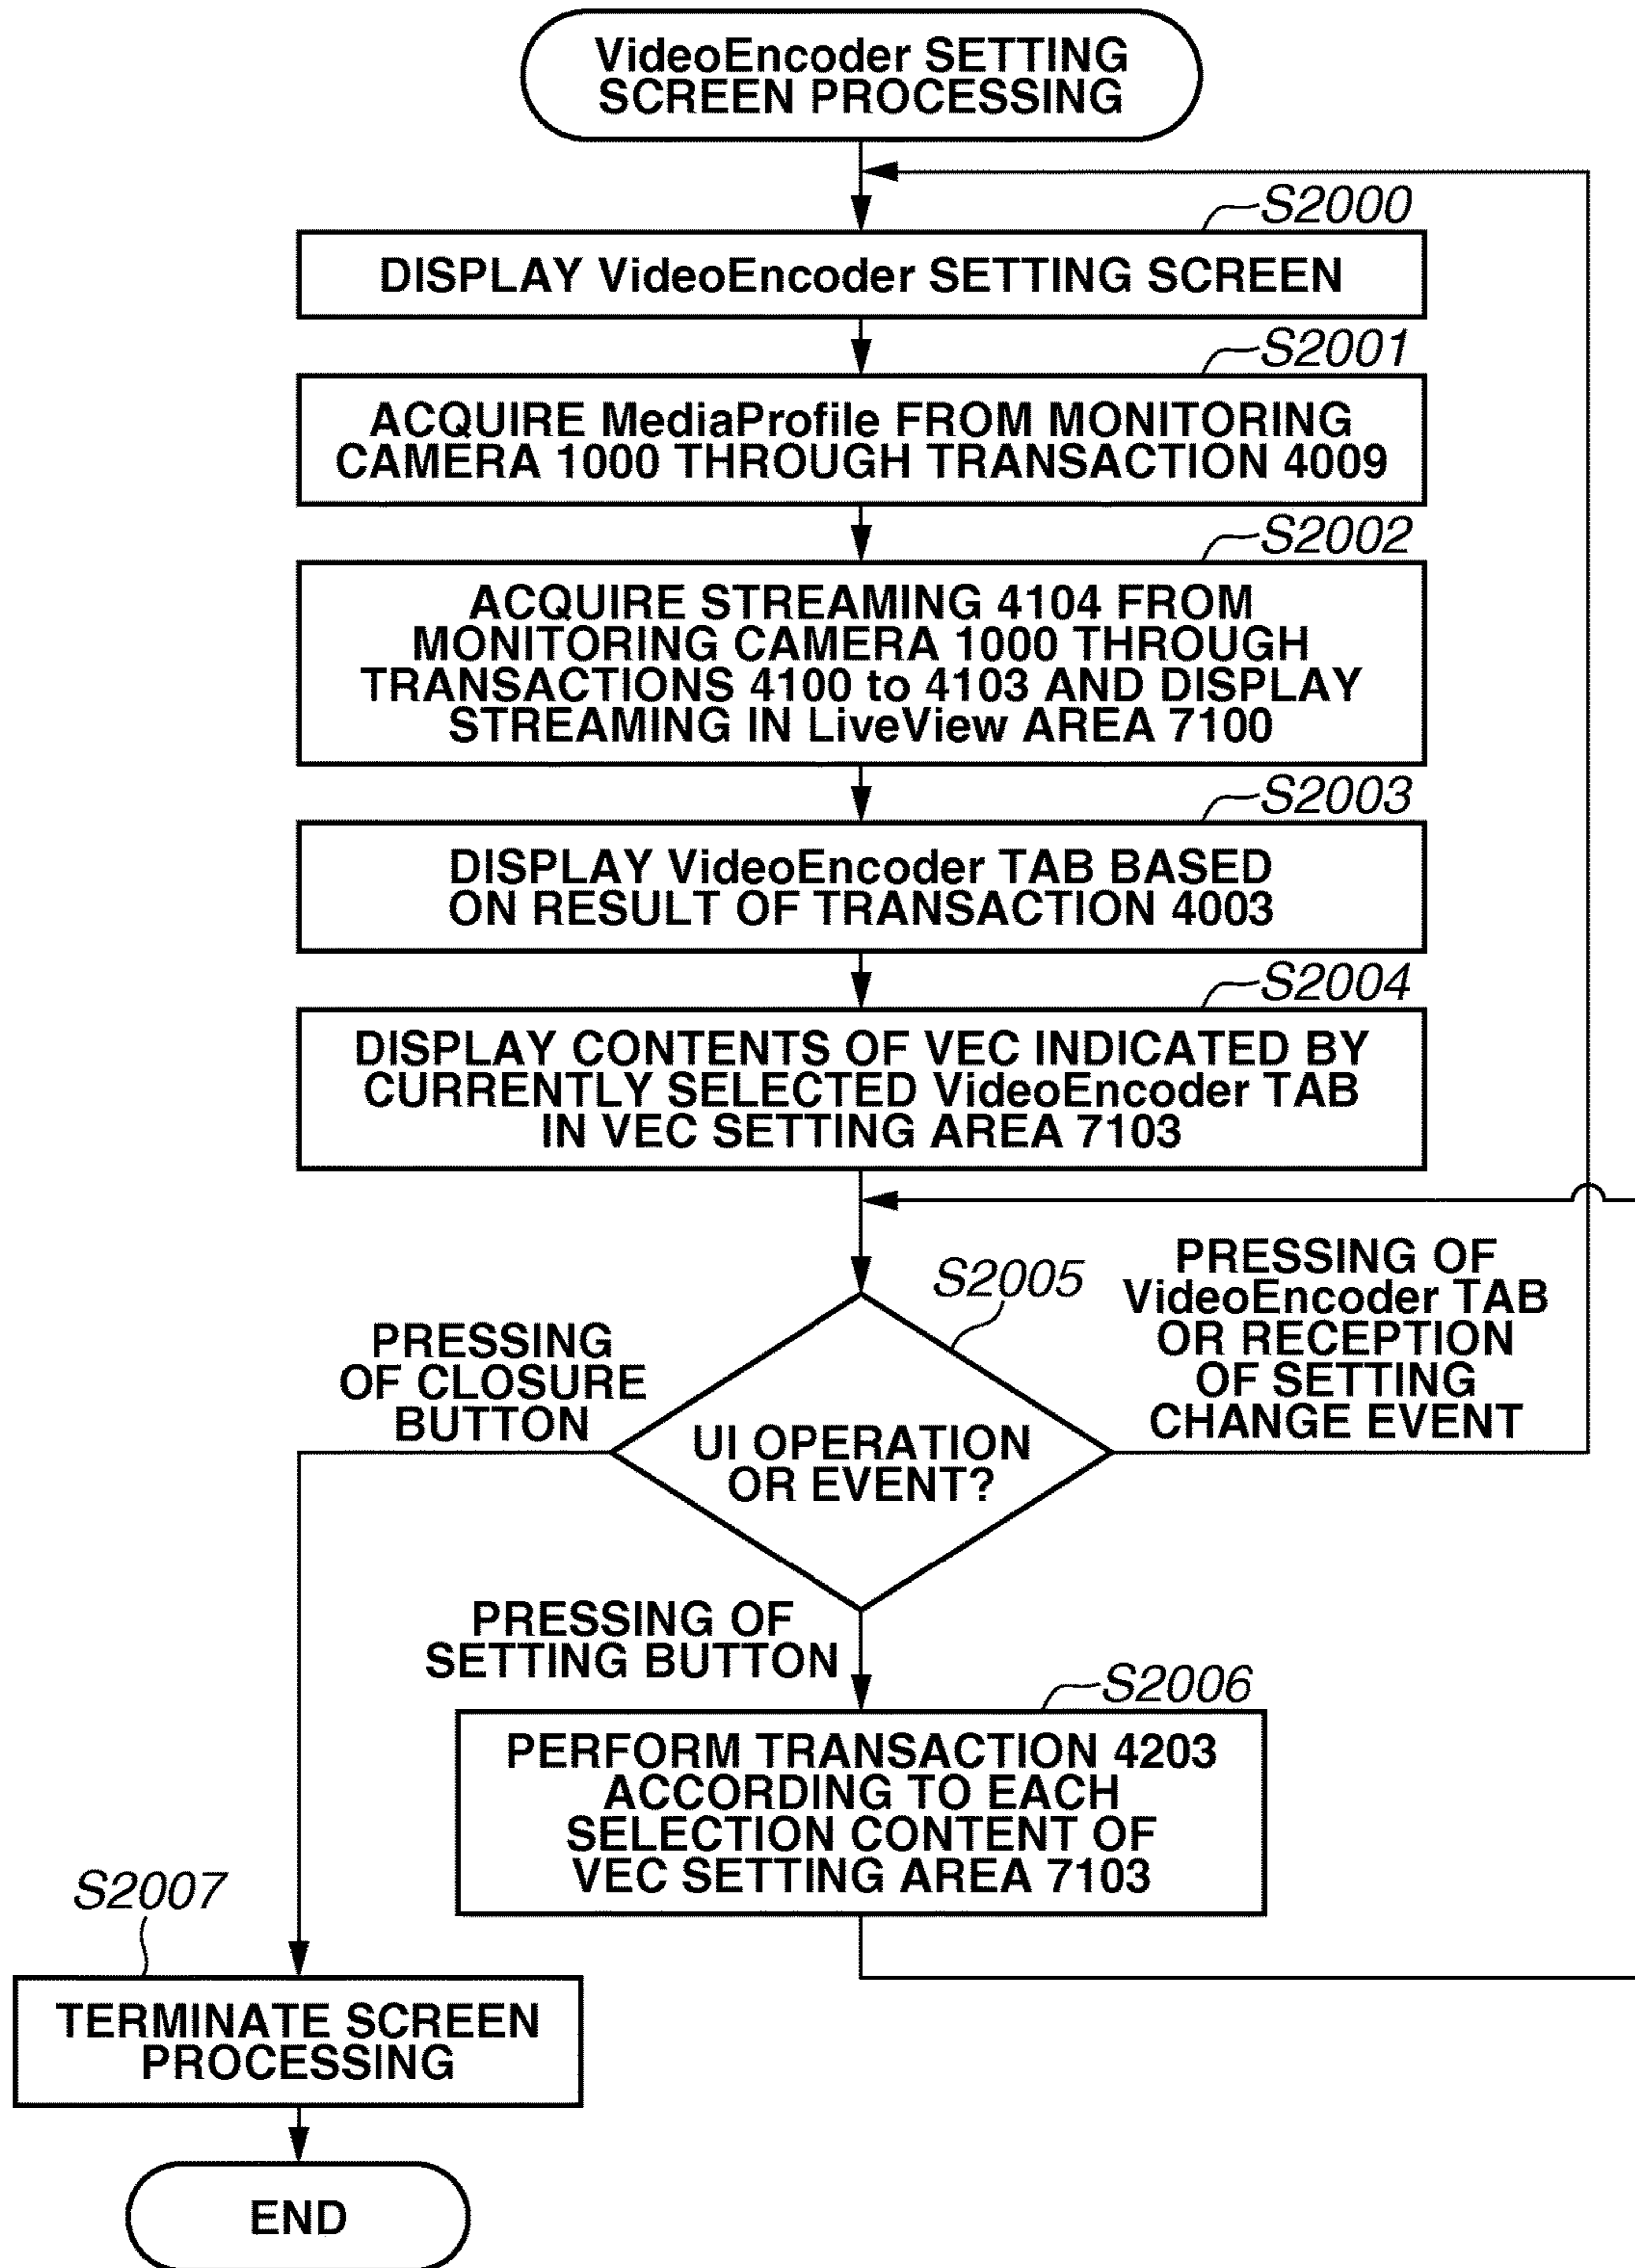 VideoEncoder SETTING
SCREEN PROCESSING
S2000
DISPLAY VideoEncoder SETTING SCREEN
S2001
ACQUIRE MediaProfile FROM MONITORING
CAMERA 1000 THROUGH TRANSACTION 4009
S2002
ACQUIRE STREAMING 4104 FROM
MONITORING CAMERA 1000 THROUGH
TRANSACTIONS 4100 to 4103 AND DISPLAY
STREAMING IN LiveView AREA 7100
S2003
DISPLAY VideoEncoder TAB BASED
ON RESULT OF TRANSACTION 4003
S2004
DISPLAY CONTENTS OF VEC INDICATED BY
CURRENTLY SELECTED VideoEncoder TAB
IN VEC SETTING AREA 7103
S2005
UI OPERATION
OR EVENT?
PRESSING OF
VideoEncoder TAB
OR RECEPTION
OF SETTING
CHANGE EVENT
PRESSING
OF CLOSURE
BUTTON
PRESSING OF
SETTING BUTTON
S2006
PERFORM TRANSACTION 4203
ACCORDING TO EACH
SELECTION CONTENT OF
VEC SETTING AREA 7103
S2007
TERMINATE SCREEN
PROCESSING
END